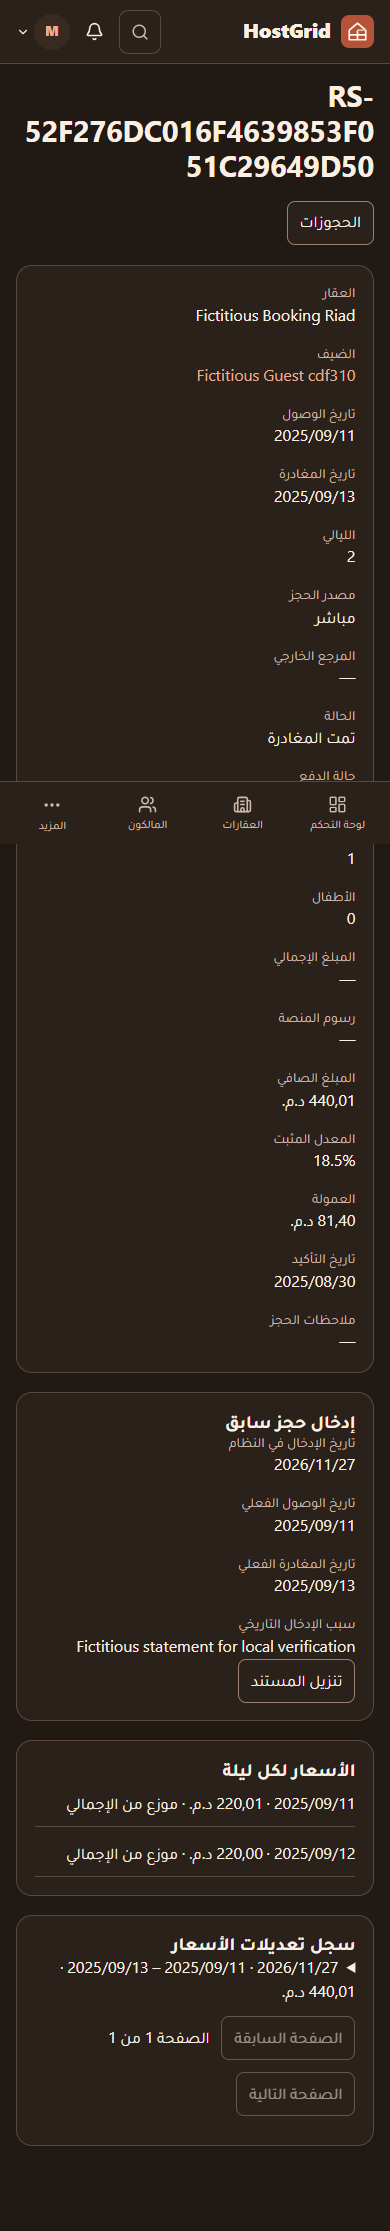 HostGrid
M
RS-
52F276DC016F4639853F0
51C29649D50
الحجوزات
العقار
Fictitious Booking Riad
الضيف
Fictitious Guest cdf310
تاريخ الوصول
2025/09/11
تاريخ المغادرة
2025/09/13
الليالي
2
مصدر الحجز
مباشر
المرجع الخارجي
—
الحالة
تمت المغادرة
حالة الدفع
لوحة التحكم
العقارات
المالكون
المزيد
1
الأطفال
0
المبلغ الإجمالي
—
رسوم المنصة
—
المبلغ الصافي
440,01 د.م.
المعدل المثبت
18.5%
العمولة
81,40 د.م.
تاريخ التأكيد
2025/08/30
ملاحظات الحجز
—
إدخال حجز سابق
تاريخ الإدخال في النظام
2026/11/27
تاريخ الوصول الفعلي
2025/09/11
تاريخ المغادرة الفعلي
2025/09/13
سبب الإدخال التاريخي
Fictitious statement for local verification
تنزيل المستند
الأسعار لكل ليلة
2025/09/11 · 220,01 د.م. · موزع من الإجمالي
2025/09/12 · 220,00 د.م. · موزع من الإجمالي
سجل تعديلات الأسعار
2026/11/27 · 2025/09/11 – 2025/09/13 ·
440,01 د.م.
الصفحة السابقة
الصفحة 1 من 1
الصفحة التالية